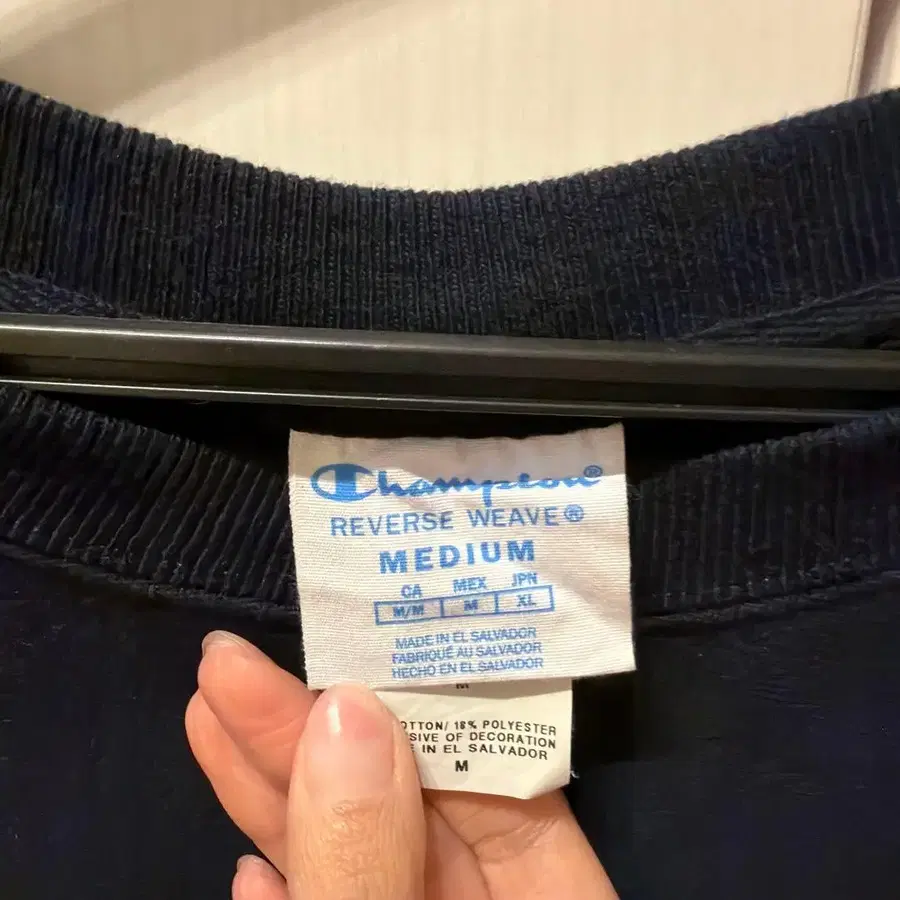 Champion®
REVERSE WEAVE®
MEDIUM
CA MEX JPN
M/M M XL
MADE IN EL SALVADOR
FABRIQUÉ AU SALVADOR
HECHO EN EL SALVADOR
M
OTTON/ 18% POLYESTER
SIVE OF DECORATION
E IN EL SALVADOR
M